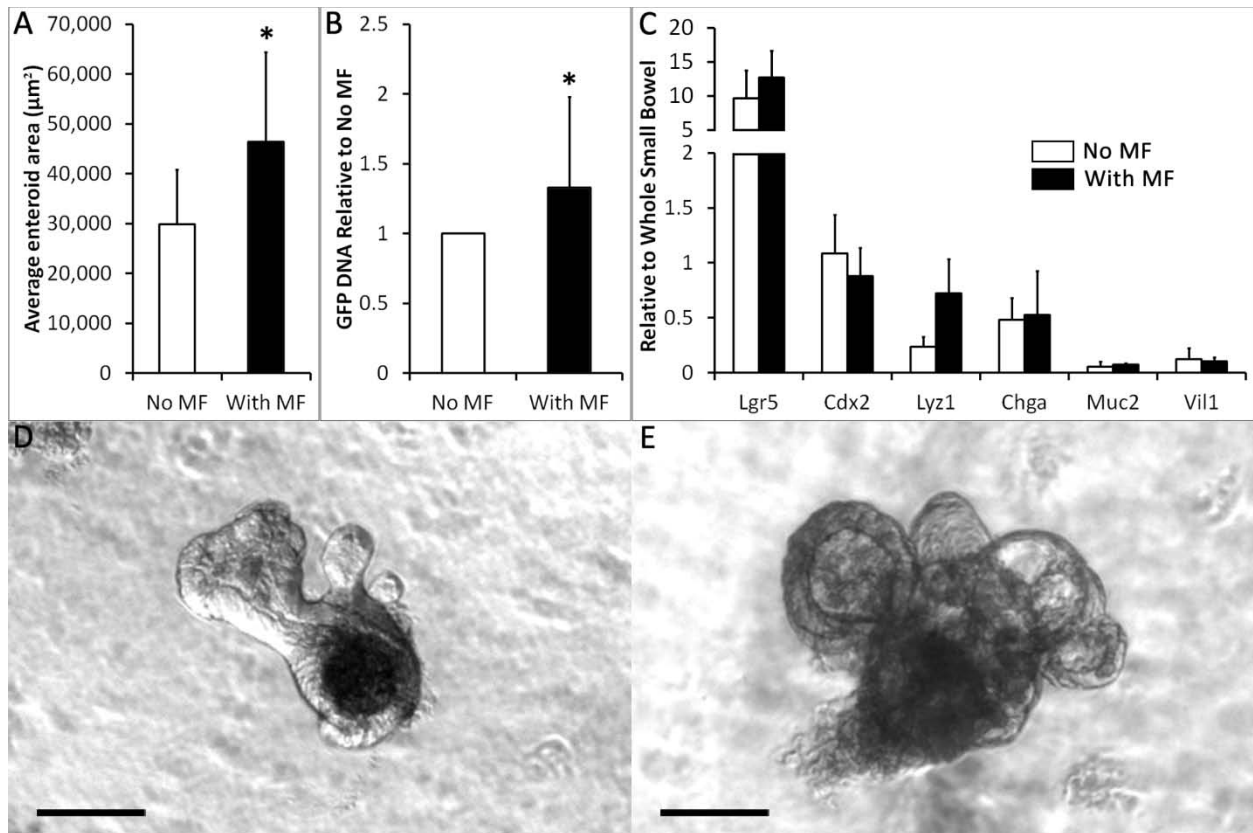 A
Average enteroid area (µm²)
70,000
60,000
50,000
40,000
30,000
20,000
10,000
0
*
No MF With MF
B
GFP DNA Relative to No MF
2.5
2
1.5
1
0.5
0
*
No MF With MF
C
Relative to Whole Small Bowel
20
15
10
5
2
1.5
1
0.5
0
No MF
With MF
Lgr5 Cdx2 Lyz1 Chga Muc2 Vil1
D
E